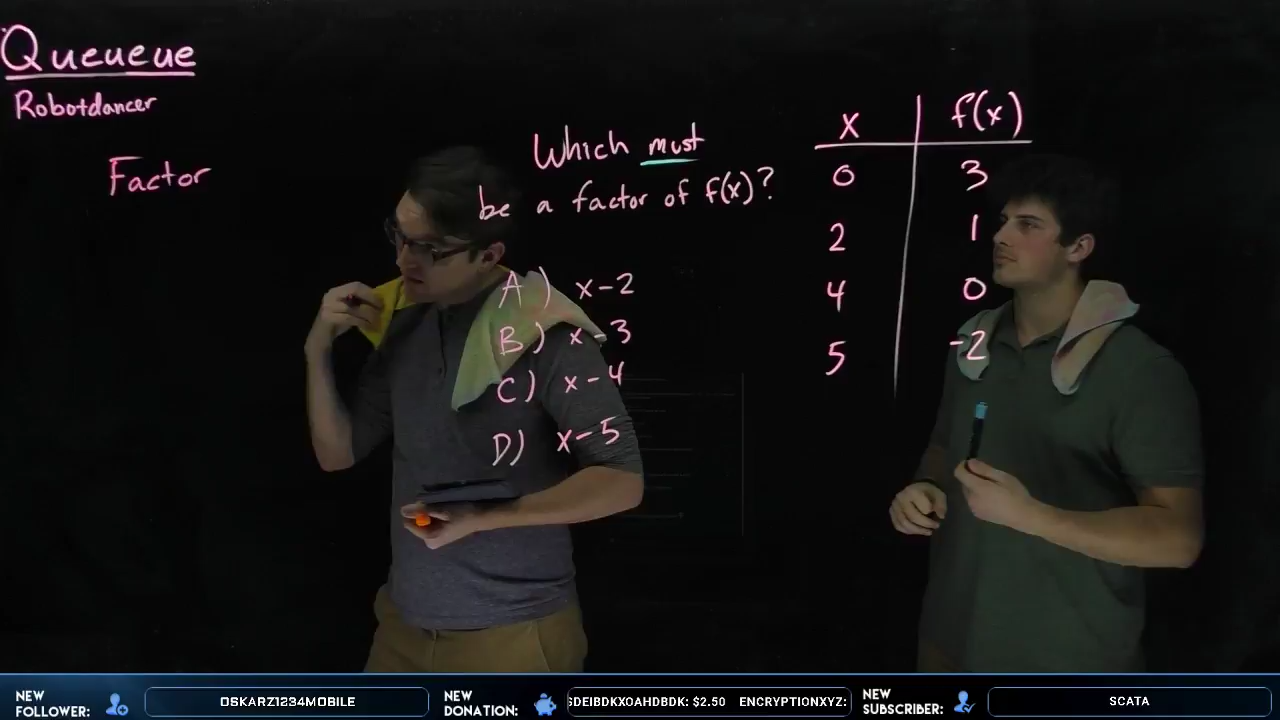 Queueue
Robotdancer
Factor
Which must
be a factor of f(x)?
A) x-2
B) x-3
C) x-4
D) x-5
x f(x)
0 3
2 1
4 0
5 -2
NEW FOLLOWER: OSKARZ1234MOBILE
NEW DONATION: DEIBDKXOAHDBDK: $2.50 ENCRYPTIONXYZ:
NEW SUBSCRIBER: SCATA